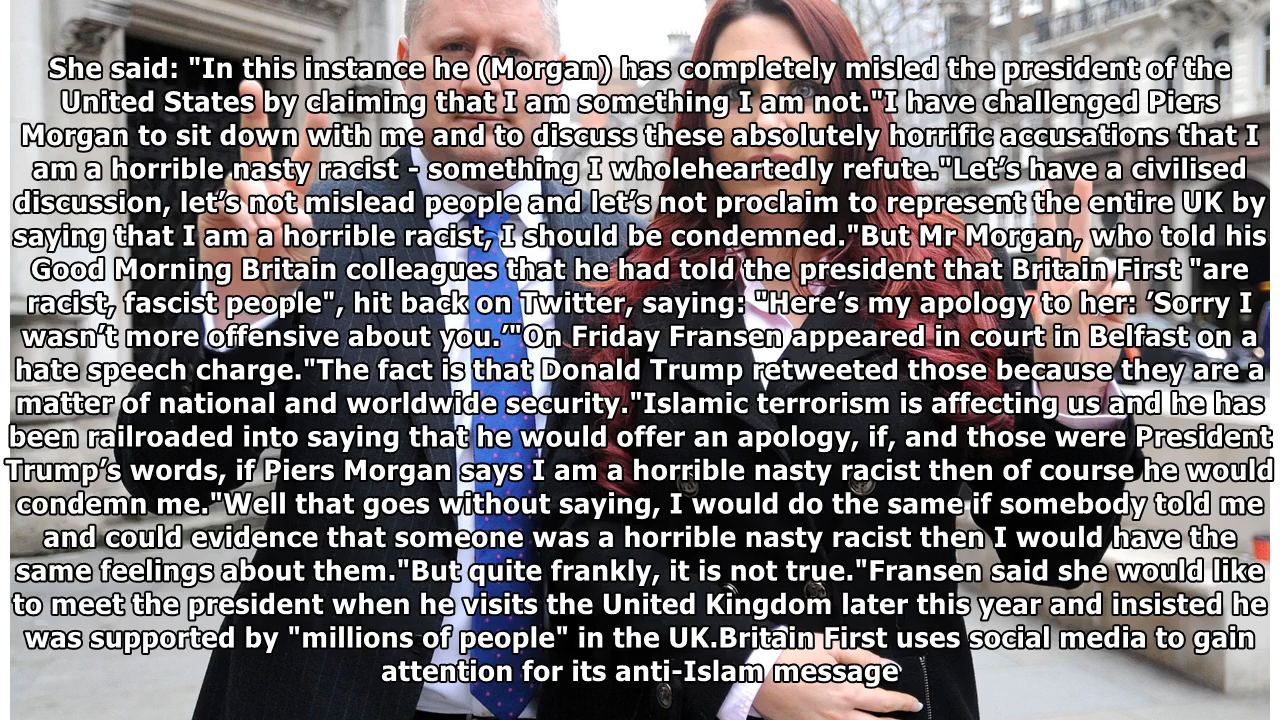 She said: "In this instance he (Morgan) has completely misled the president of the
United States by claiming that I am something I am not."I have challenged Piers
Morgan to sit down with me and to discuss these absolutely horrific accusations that I
am a horrible nasty racist - something I wholeheartedly refute."Let’s have a civilised
discussion, let’s not mislead people and let’s not proclaim to represent the entire UK by
saying that I am a horrible racist, I should be condemned."But Mr Morgan, who told his
Good Morning Britain colleagues that he had told the president that Britain First "are
racist, fascist people", hit back on Twitter, saying: "Here’s my apology to her: ’Sorry I
wasn’t more offensive about you.’"On Friday Fransen appeared in court in Belfast on a
hate speech charge."The fact is that Donald Trump retweeted those because they are a
matter of national and worldwide security."Islamic terrorism is affecting us and he has
been railroaded into saying that he would offer an apology, if, and those were President
Trump’s words, if Piers Morgan says I am a horrible nasty racist then of course he would
condemn me."Well that goes without saying, I would do the same if somebody told me
and could evidence that someone was a horrible nasty racist then I would have the
same feelings about them."But quite frankly, it is not true."Fransen said she would like
to meet the president when he visits the United Kingdom later this year and insisted he
was supported by "millions of people" in the UK.Britain First uses social media to gain
attention for its anti-Islam message